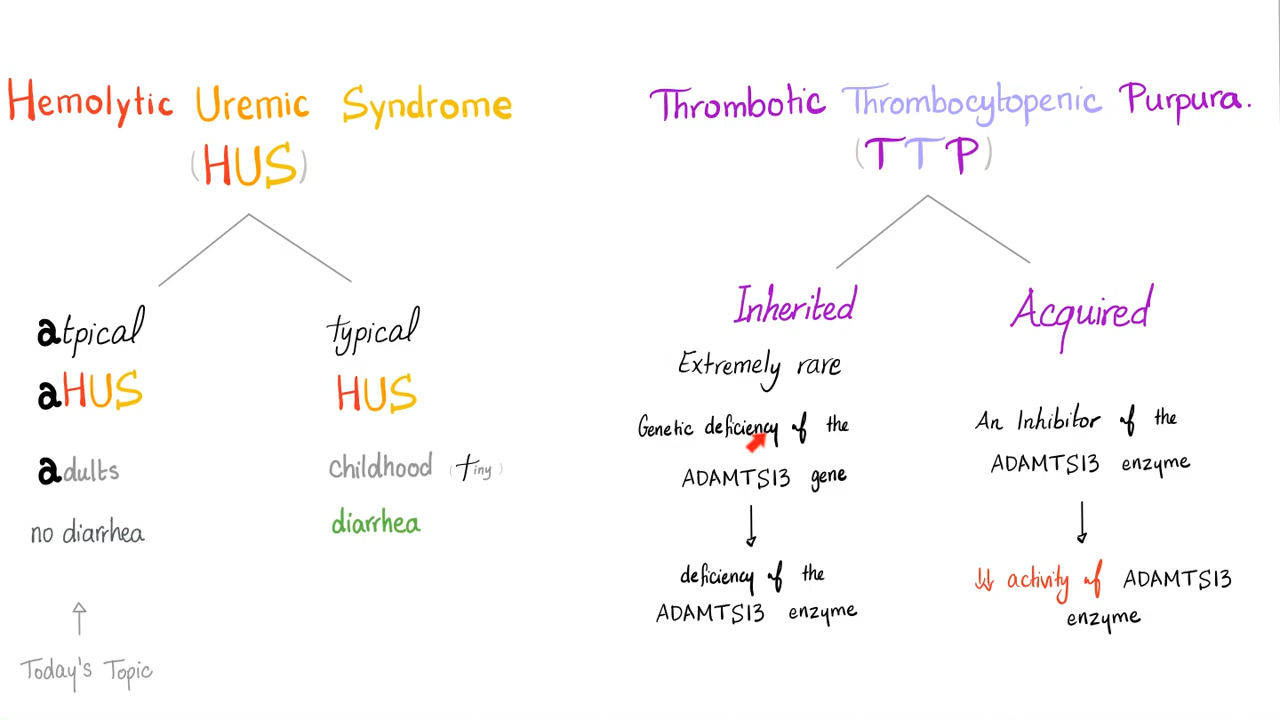 Hemolytic Uremic Syndrome
(HUS)
atpical
aHUS
adults
no diarrhea
Today's Topic
typical
HUS
childhood (tiny)
diarrhea
Thrombotic Thrombocytopenic Purpura.
(TTP)
Inherited
Extremely rare
Genetic deficiency of the
ADAMTS13 gene
deficiency of the
ADAMTS13 enzyme
Acquired
An Inhibitor of the
ADAMTS13 enzyme
↓↓ activity of ADAMTS13
enzyme